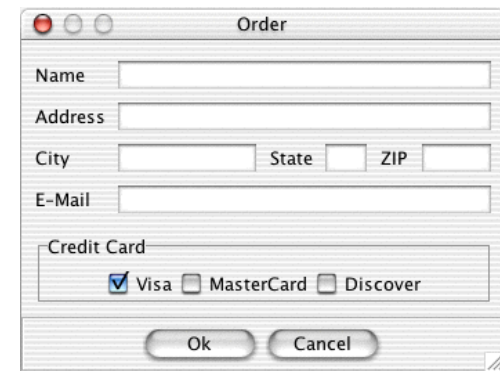 Order
Name
Address
City State ZIP
E-Mail
Credit Card
Visa MasterCard Discover
Ok Cancel